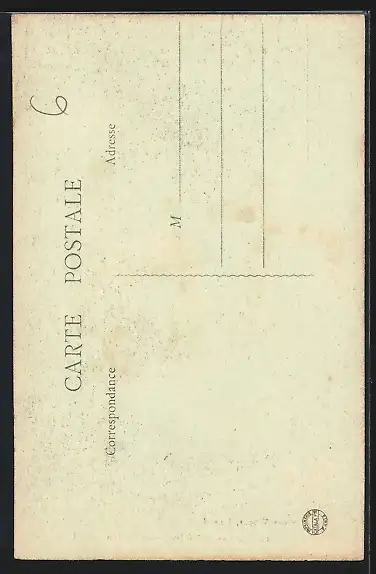 6
CARTE POSTALE
Correspondance
Adresse
M